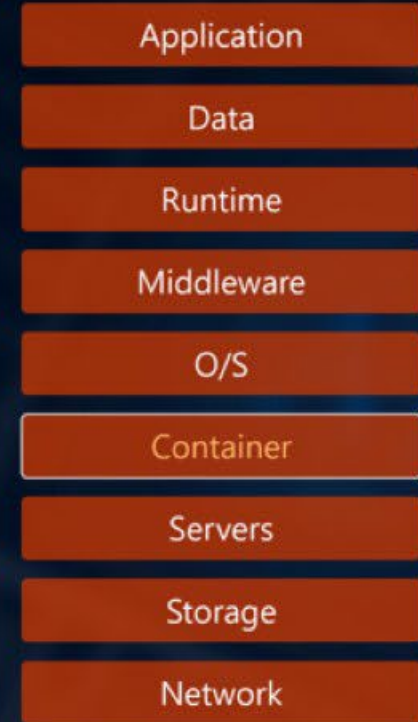 Application
Data
Runtime
Middleware
O/S
Container
Servers
Storage
Network